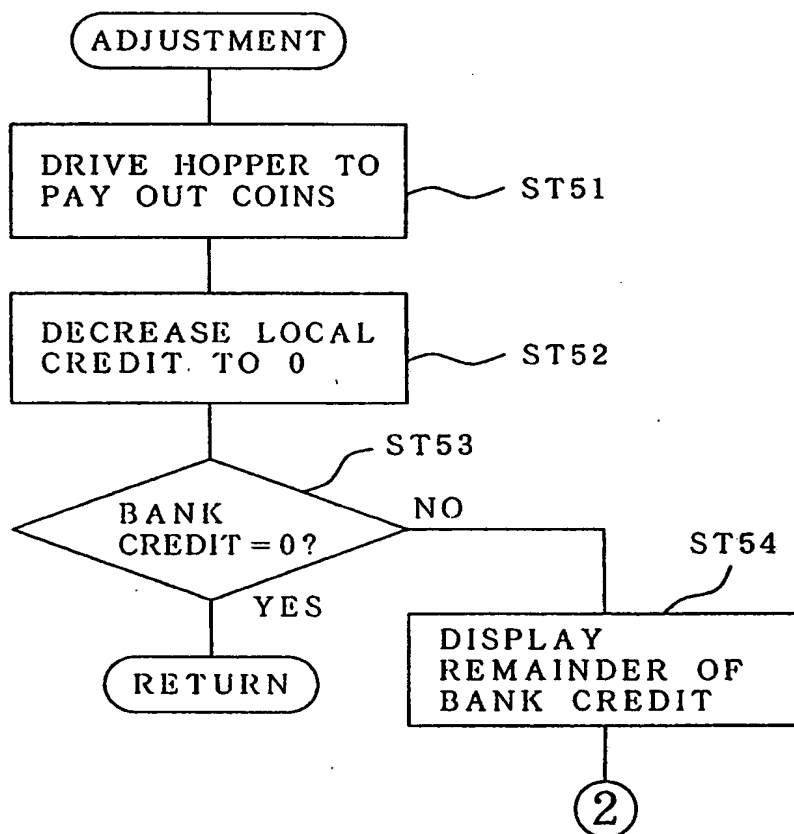 ADJUSTMENT
DRIVE HOPPER TO
PAY OUT COINS
ST51
DECREASE LOCAL
CREDIT TO 0
ST52
ST53
BANK
CREDIT=0?
NO
YES
ST54
RETURN
DISPLAY
REMAINDER OF
BANK CREDIT
2